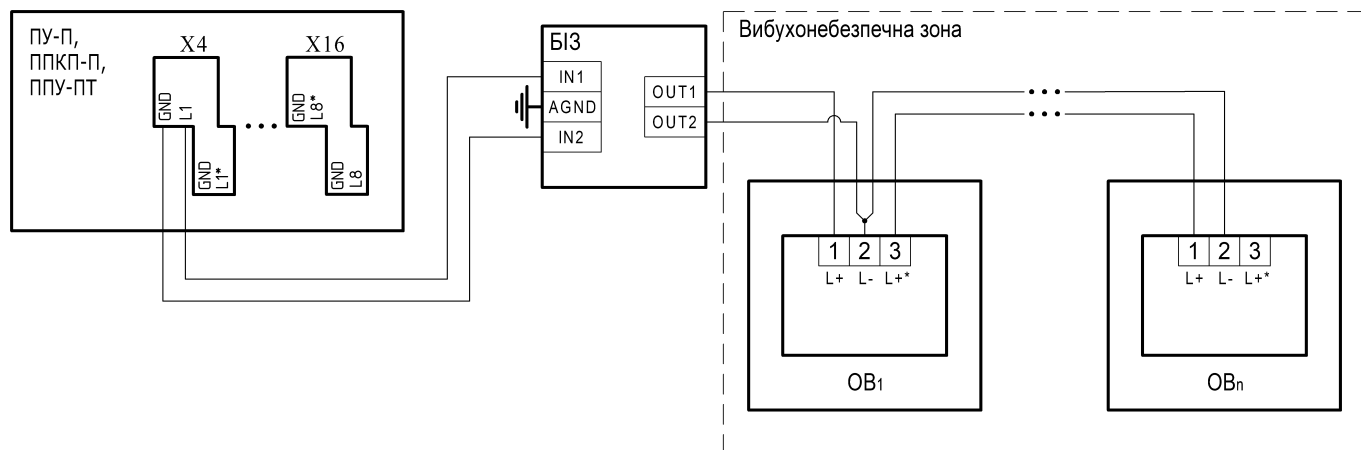 ПУ-П,
ППКП-П,
ППУ-ПТ
X4
X16
GND
L1
GND
L1*
GND
L8*
GND
L8
БІЗ
IN1
AGND
IN2
OUT1
OUT2
Вибухонебезпечна зона
1 2 3
L+ L- L+*
ОВ1
1 2 3
L+ L- L+*
ОВn